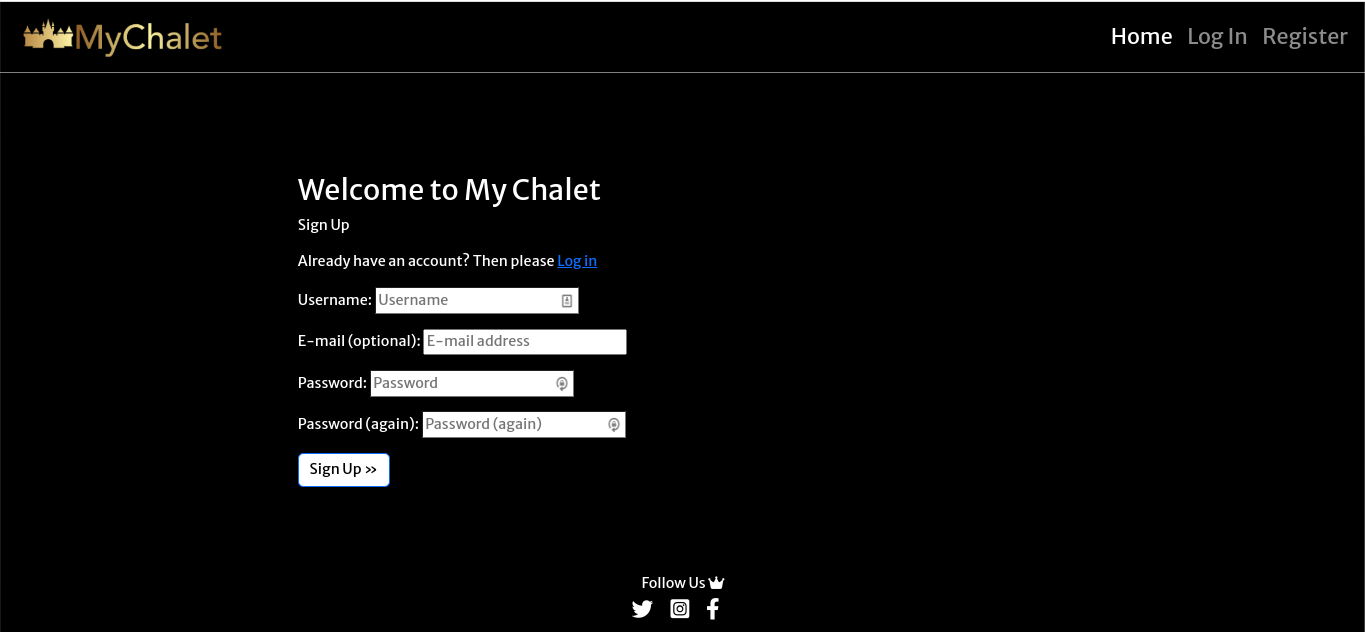 MyChalet
Home Log In Register
Welcome to My Chalet
Sign Up
Already have an account? Then please Log in
Username: Username
E-mail (optional): E-mail address
Password: Password
Password (again): Password (again)
Sign Up »
Follow Us